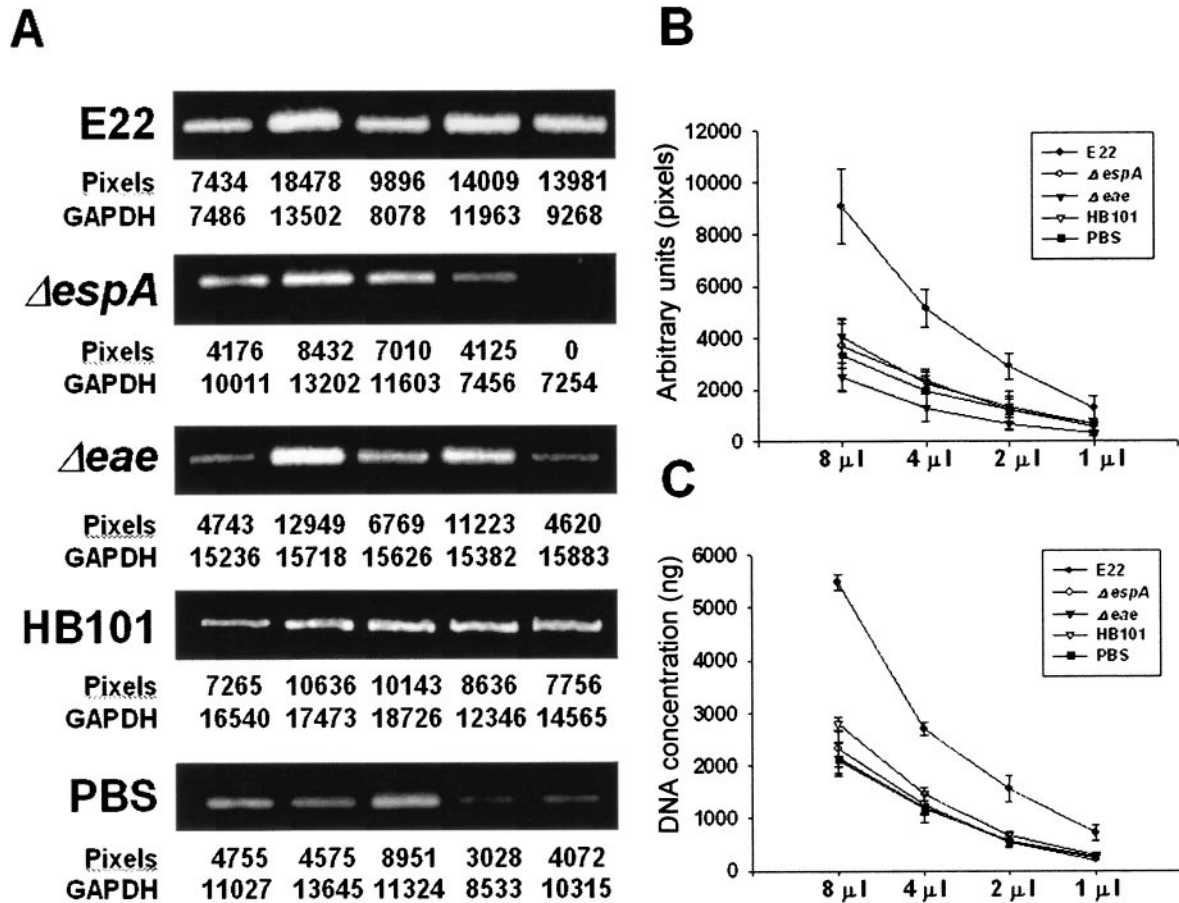 A
E22
Pixels 7434 18478 9896 14009 13981
GAPDH 7486 13502 8078 11963 9268
ΔespA
Pixels 4176 8432 7010 4125 0
GAPDH 10011 13202 11603 7456 7254
Δeae
Pixels 4743 12949 6769 11223 4620
GAPDH 15236 15718 15626 15382 15883
HB101
Pixels 7265 10636 10143 8636 7756
GAPDH 16540 17473 18726 12346 14565
PBS
Pixels 4755 4575 8951 3028 4072
GAPDH 11027 13645 11324 8533 10315
B
Arbitrary units (pixels)
12000
10000
8000
6000
4000
2000
0
8 µl 4 µl 2 µl 1 µl
E22
ΔespA
Δeae
HB101
PBS
C
DNA concentration (ng)
6000
5000
4000
3000
2000
1000
0
8 µl 4 µl 2 µl 1 µl
E22
ΔespA
Δeae
HB101
PBS